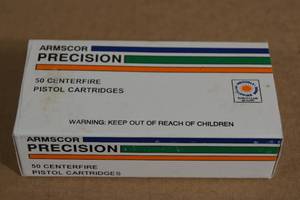 ARMSCOR
PRECISION
50 CENTERFIRE
PISTOL CARTRIDGES
WARNING: KEEP OUT OF REACH OF CHILDREN
ARMSCOR
PRECISION
50 CENTERFIRE
PISTOL CARTRIDGES